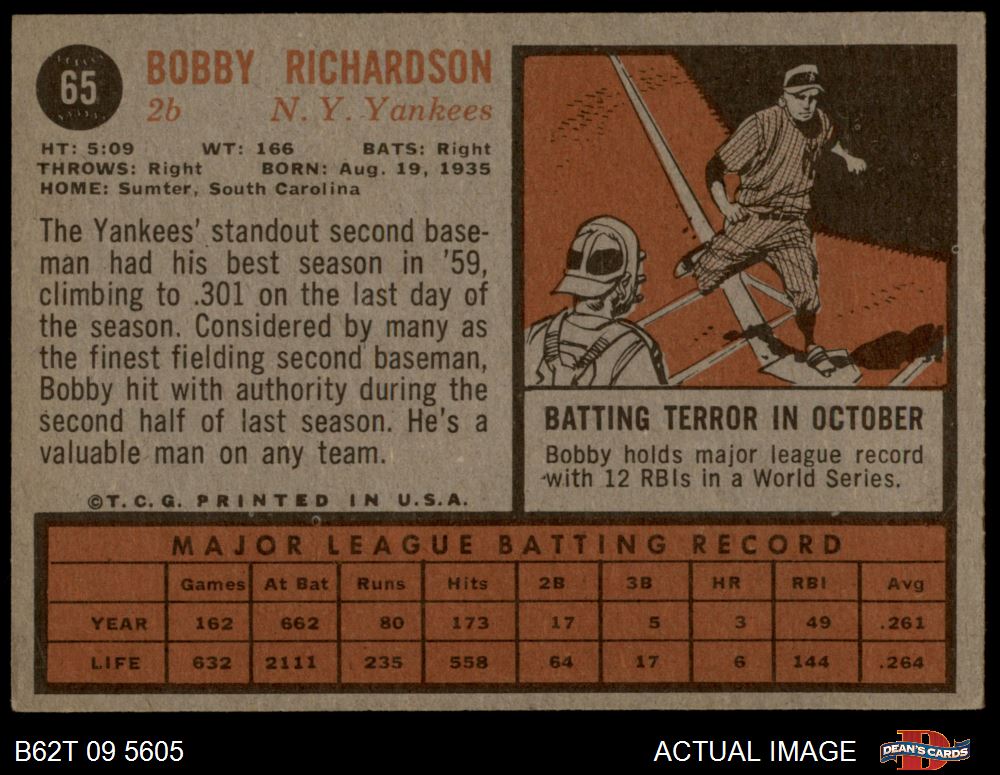 65
BOBBY RICHARDSON
2b N. Y. Yankees
HT: 5:09 WT: 166 BATS: Right
THROWS: Right BORN: Aug. 19, 1935
HOME: Sumter, South Carolina
The Yankees' standout second base-
man had his best season in '59,
climbing to .301 on the last day of
the season. Considered by many as
the finest fielding second baseman,
Bobby hit with authority during the
second half of last season. He's a
valuable man on any team.
©T.C.G. PRINTED IN U.S.A.
BATTING TERROR IN OCTOBER
Bobby holds major league record
with 12 RBIs in a World Series.
MAJOR LEAGUE BATTING RECORD
Games At Bat Runs Hits 2B 3B HR RBI Avg
YEAR 162 662 80 173 17 5 3 49 .261
LIFE 632 2111 235 558 64 17 6 144 .264
B62T 09 5605
ACTUAL IMAGE
DEAN'S CARDS